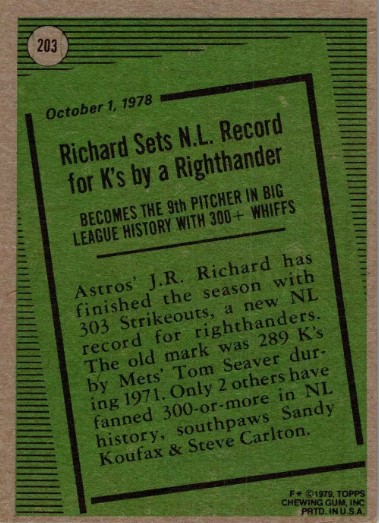 203
October 1, 1978
Richard Sets N.L. Record
for K's by a Righthander
BECOMES THE 9th PITCHER IN BIG
LEAGUE HISTORY WITH 300+ WHIFFS
Astros' J.R. Richard has
finished the season with
303 Strikeouts, a new NL
record for righthanders.
The old mark was 289 K's
by Mets' Tom Seaver dur-
ing 1971. Only 2 others have
fanned 300-or-more in NL
history, southpaws Sandy
Koufax & Steve Carlton.
F* ©1979, TOPPS
CHEWING GUM, INC
PRTD. IN U.S.A.